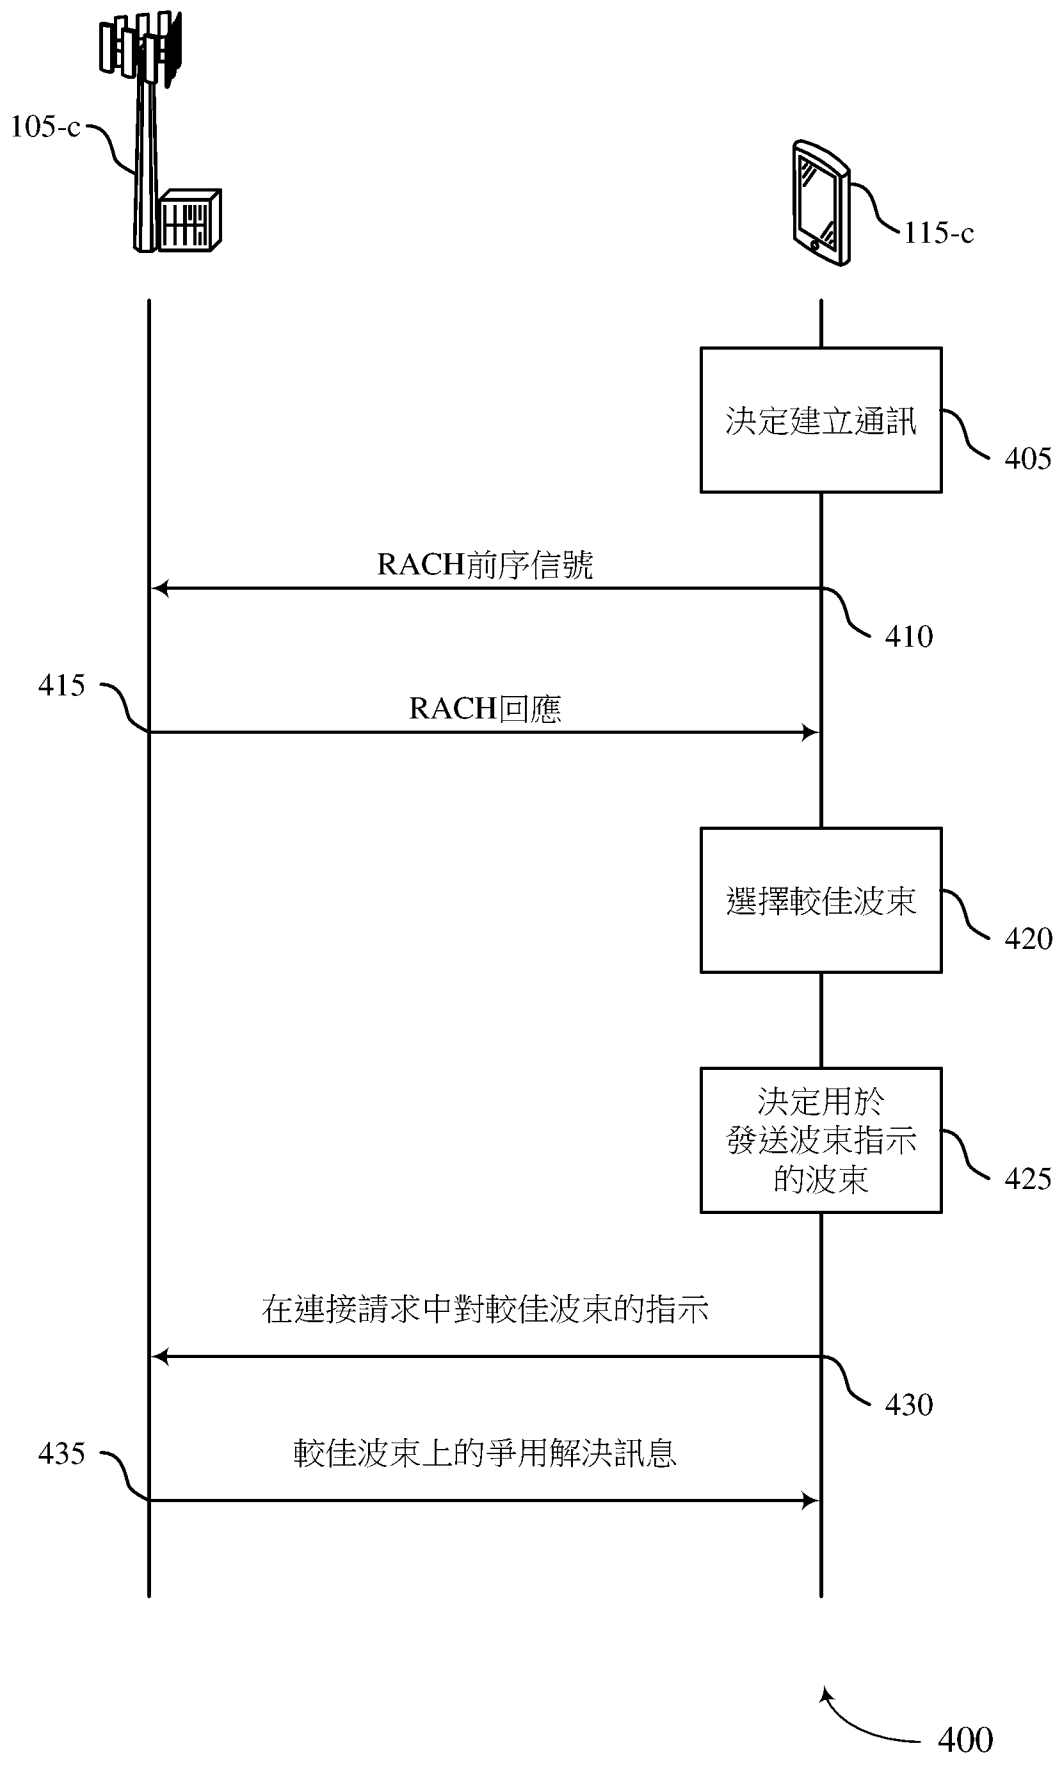 105-c
115-c
決定建立通訊
405
RACH前序信號
410
415
RACH回應
選擇較佳波束
420
決定用於
發送波束指示
的波束
425
在連接請求中對較佳波束的指示
430
435
較佳波束上的爭用解決訊息
400